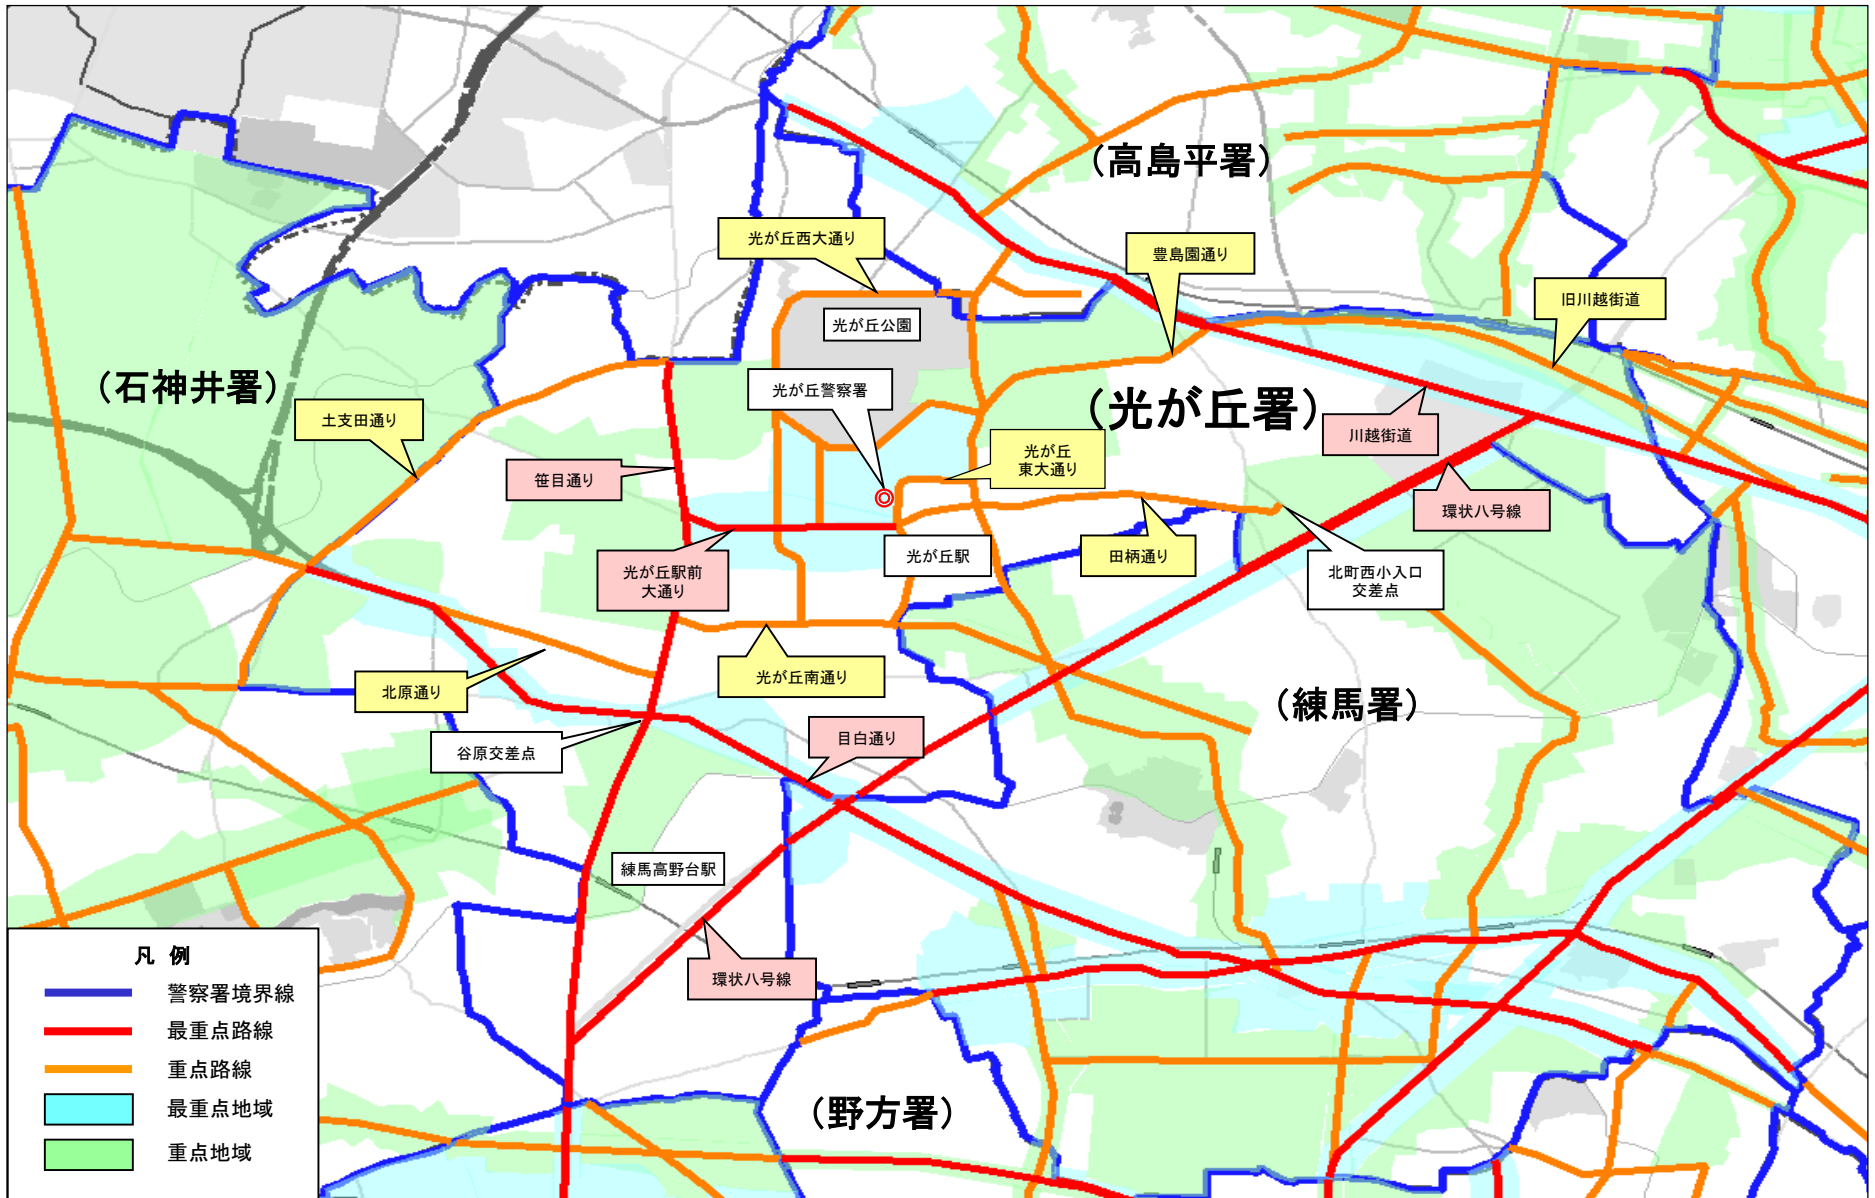 (高島平署)
光が丘西大通り
豊島園通り
旧川越街道
光が丘公園
(石神井署)
光が丘警察署
(光が丘署)
土支田通り
川越街道
光が丘
東大通り
笹目通り
環状八号線
光が丘駅
田柄通り
光が丘駅前
大通り
北町西小入口
交差点
光が丘南通り
北原通り
(練馬署)
目白通り
谷原交差点
練馬高野台駅
環状八号線
凡 例
警察署境界線
最重点路線
重点路線
最重点地域
重点地域
(野方署)